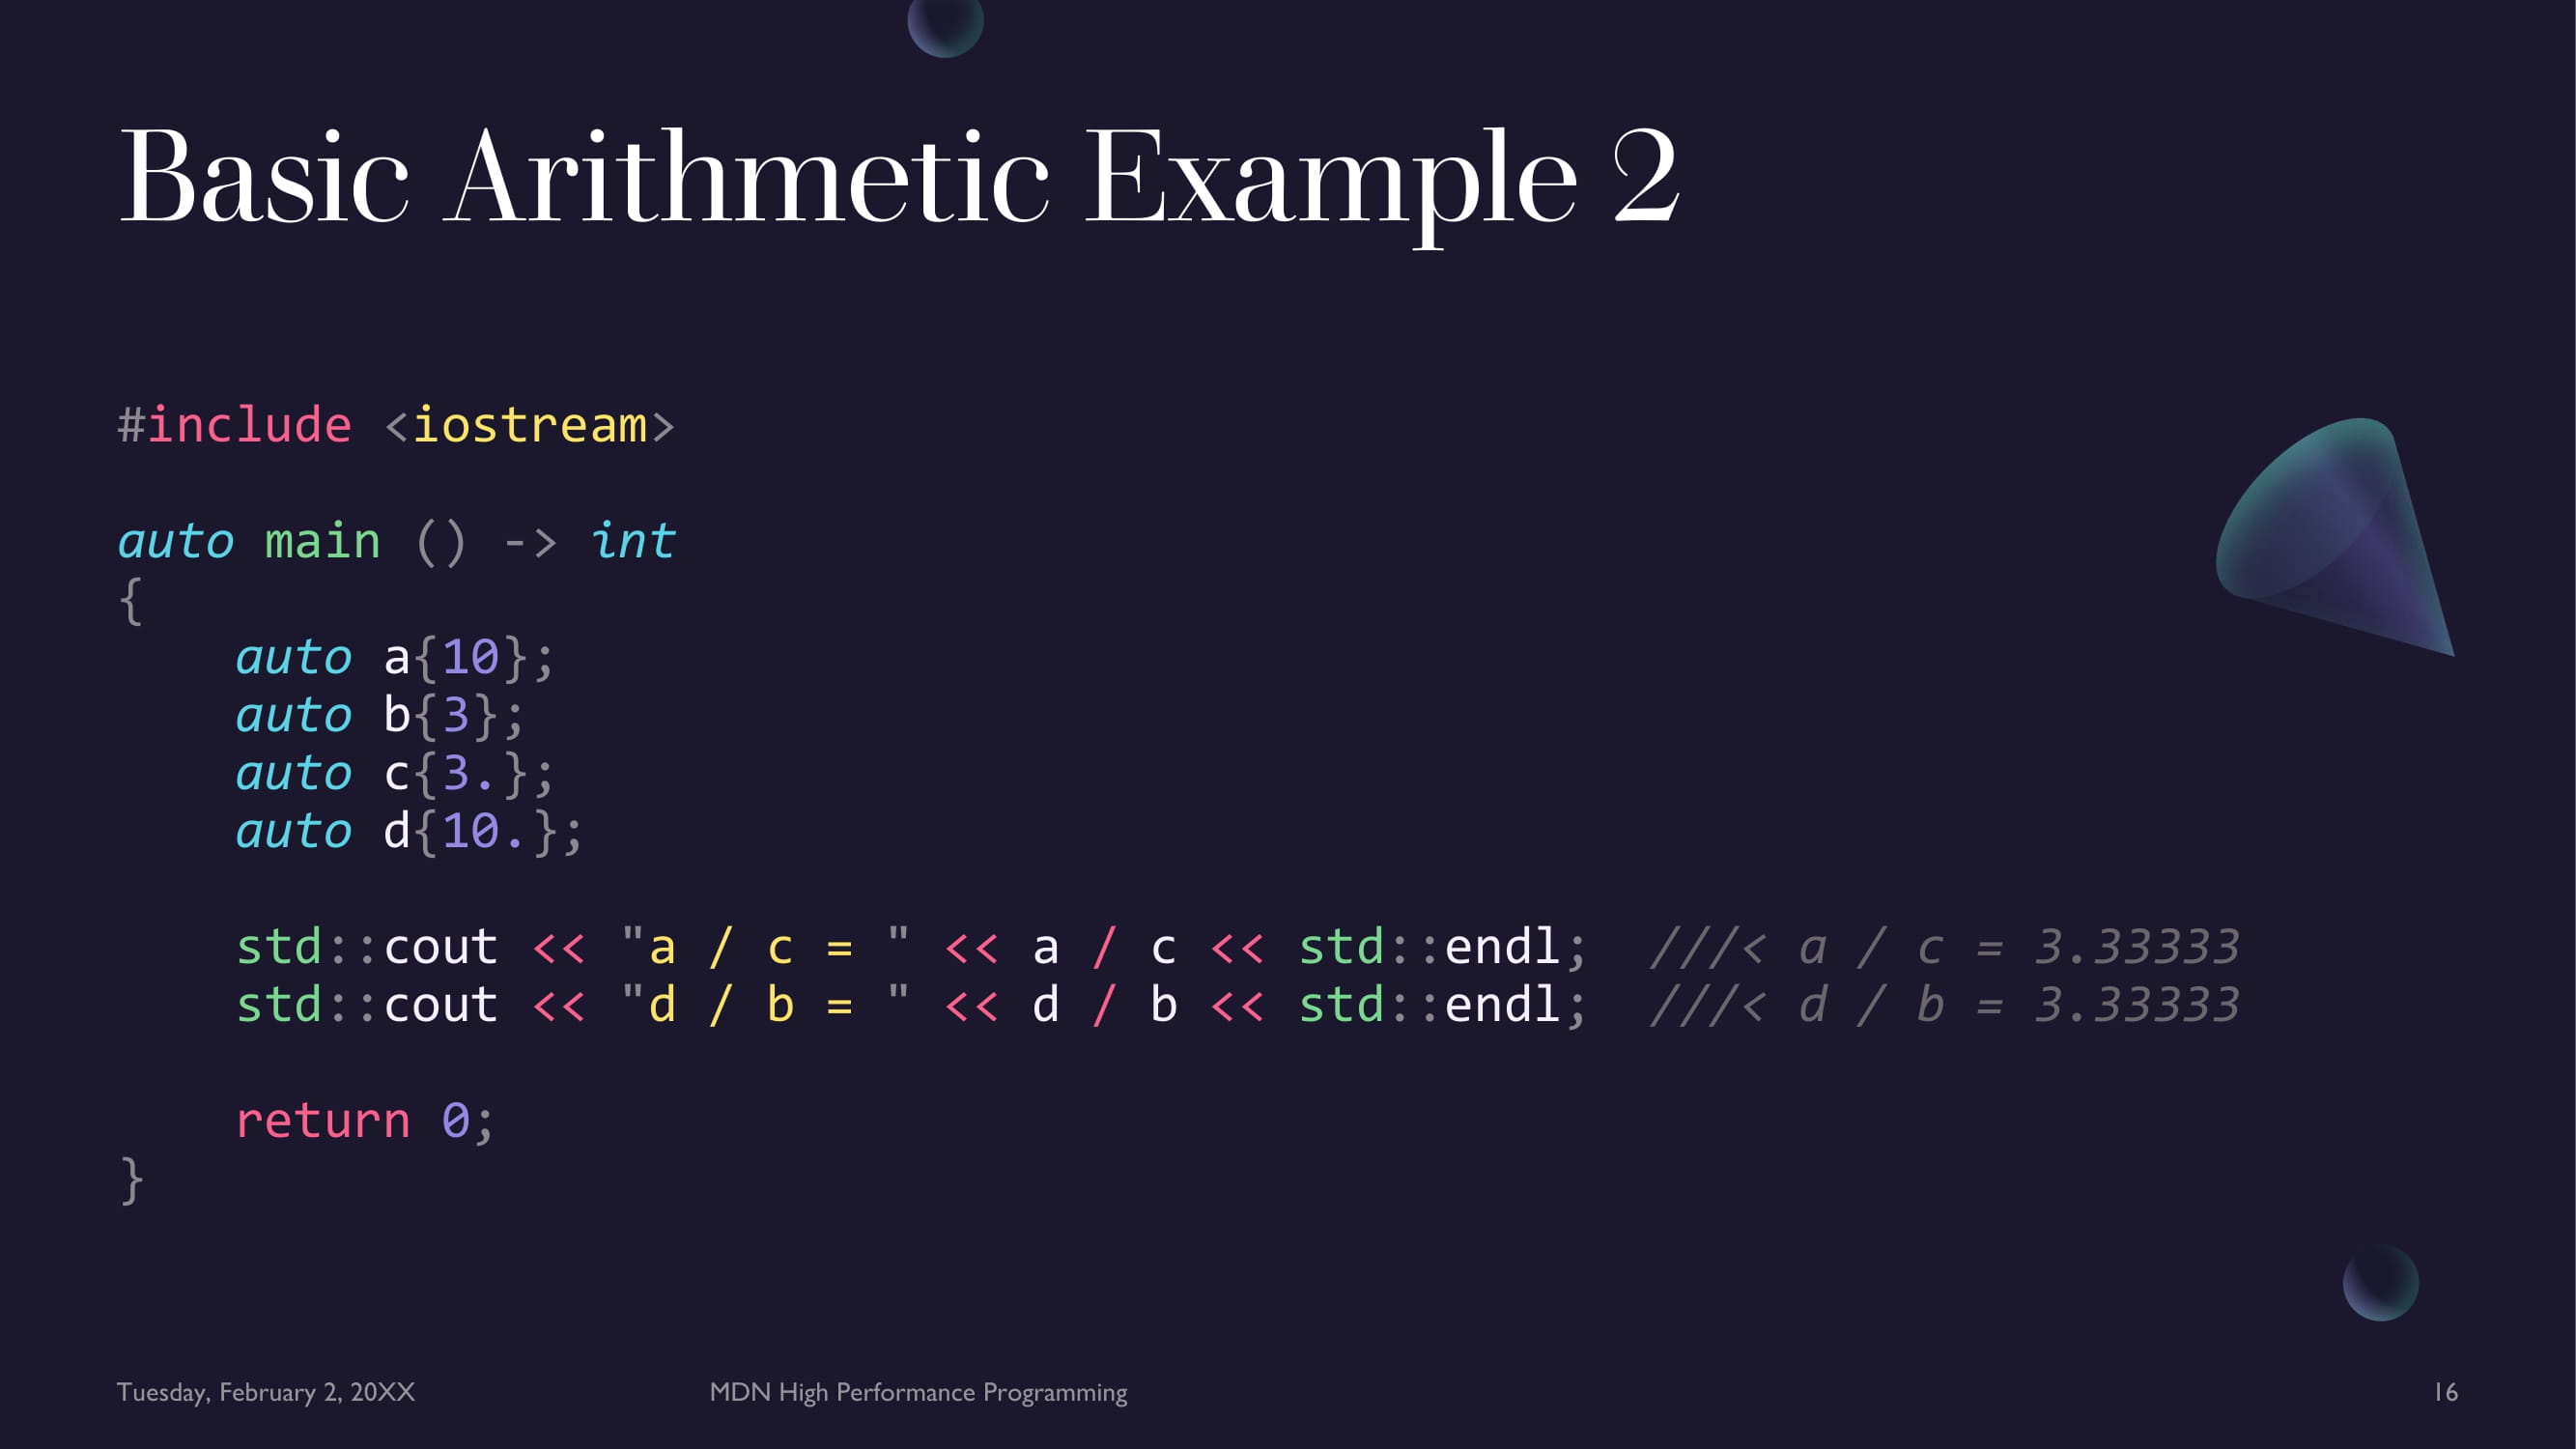 Basic Arithmetic Example 2
#include <iostream>
auto main () -> int
{
    auto a{10};
    auto b{3};
    auto c{3.};
    auto d{10.};
    std::cout << "a / c = " << a / c << std::endl;  ///< a / c = 3.33333
    std::cout << "d / b = " << d / b << std::endl;  ///< d / b = 3.33333
    return 0;
}
Tuesday, February 2, 20XX
MDN High Performance Programming
16